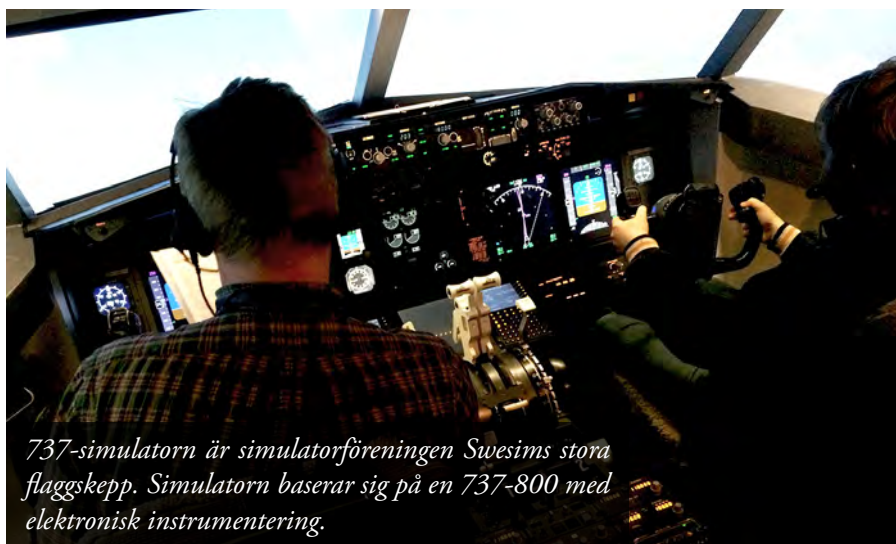 737-simulatorn är simulatorföreningen Swesims stora
flaggskepp. Simulatorn baserar sig på en 737-800 med
elektronisk instrumentering.